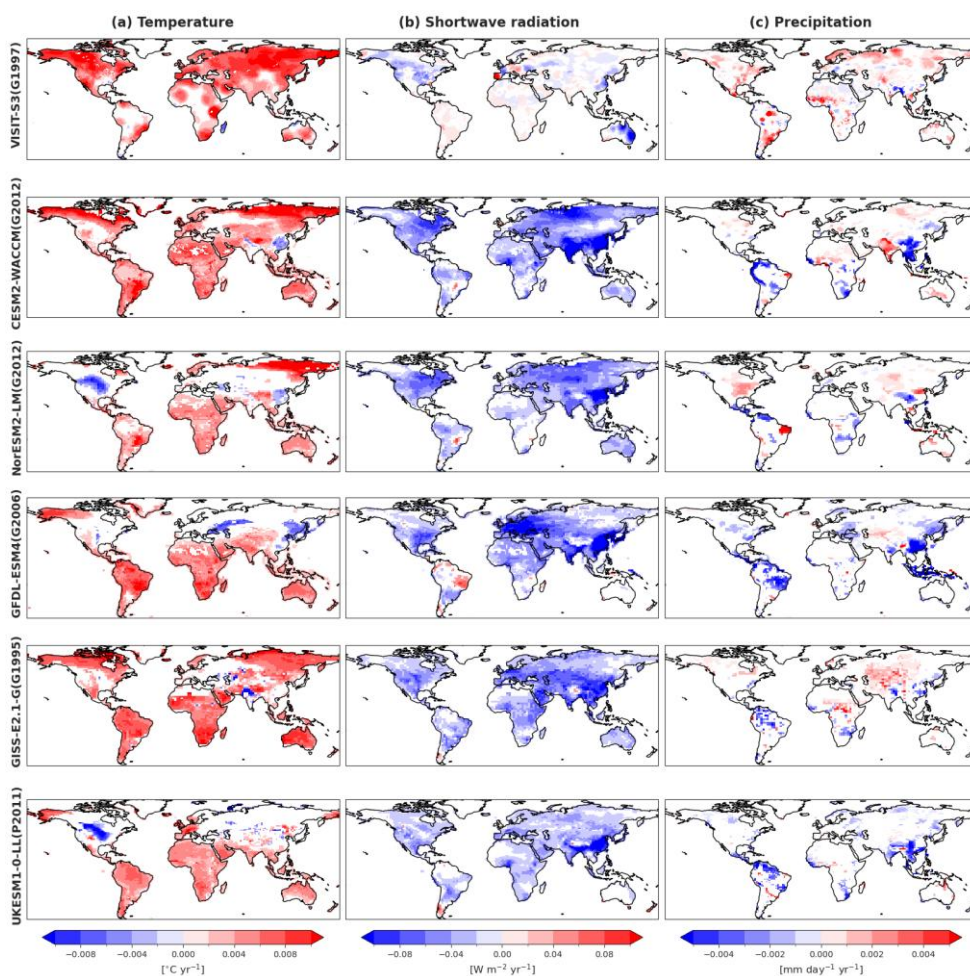 (a) Temperature (b) Shortwave radiation (c) Precipitation
VISIT-S3(G1997)
CESM2-WACCM(G2012)
NorESM2-LM(G2012)
GFDL-ESM4(G2006)
GISS-E2.1-G(G1995)
UKESM1-0-LL(P2011)
−0.008 −0.004 0.000 0.004 0.008
[°C yr⁻¹]
−0.08 −0.04 0.00 0.04 0.08
[W m⁻² yr⁻¹]
−0.004 −0.002 0.000 0.002 0.004
[mm day⁻¹ yr⁻¹]